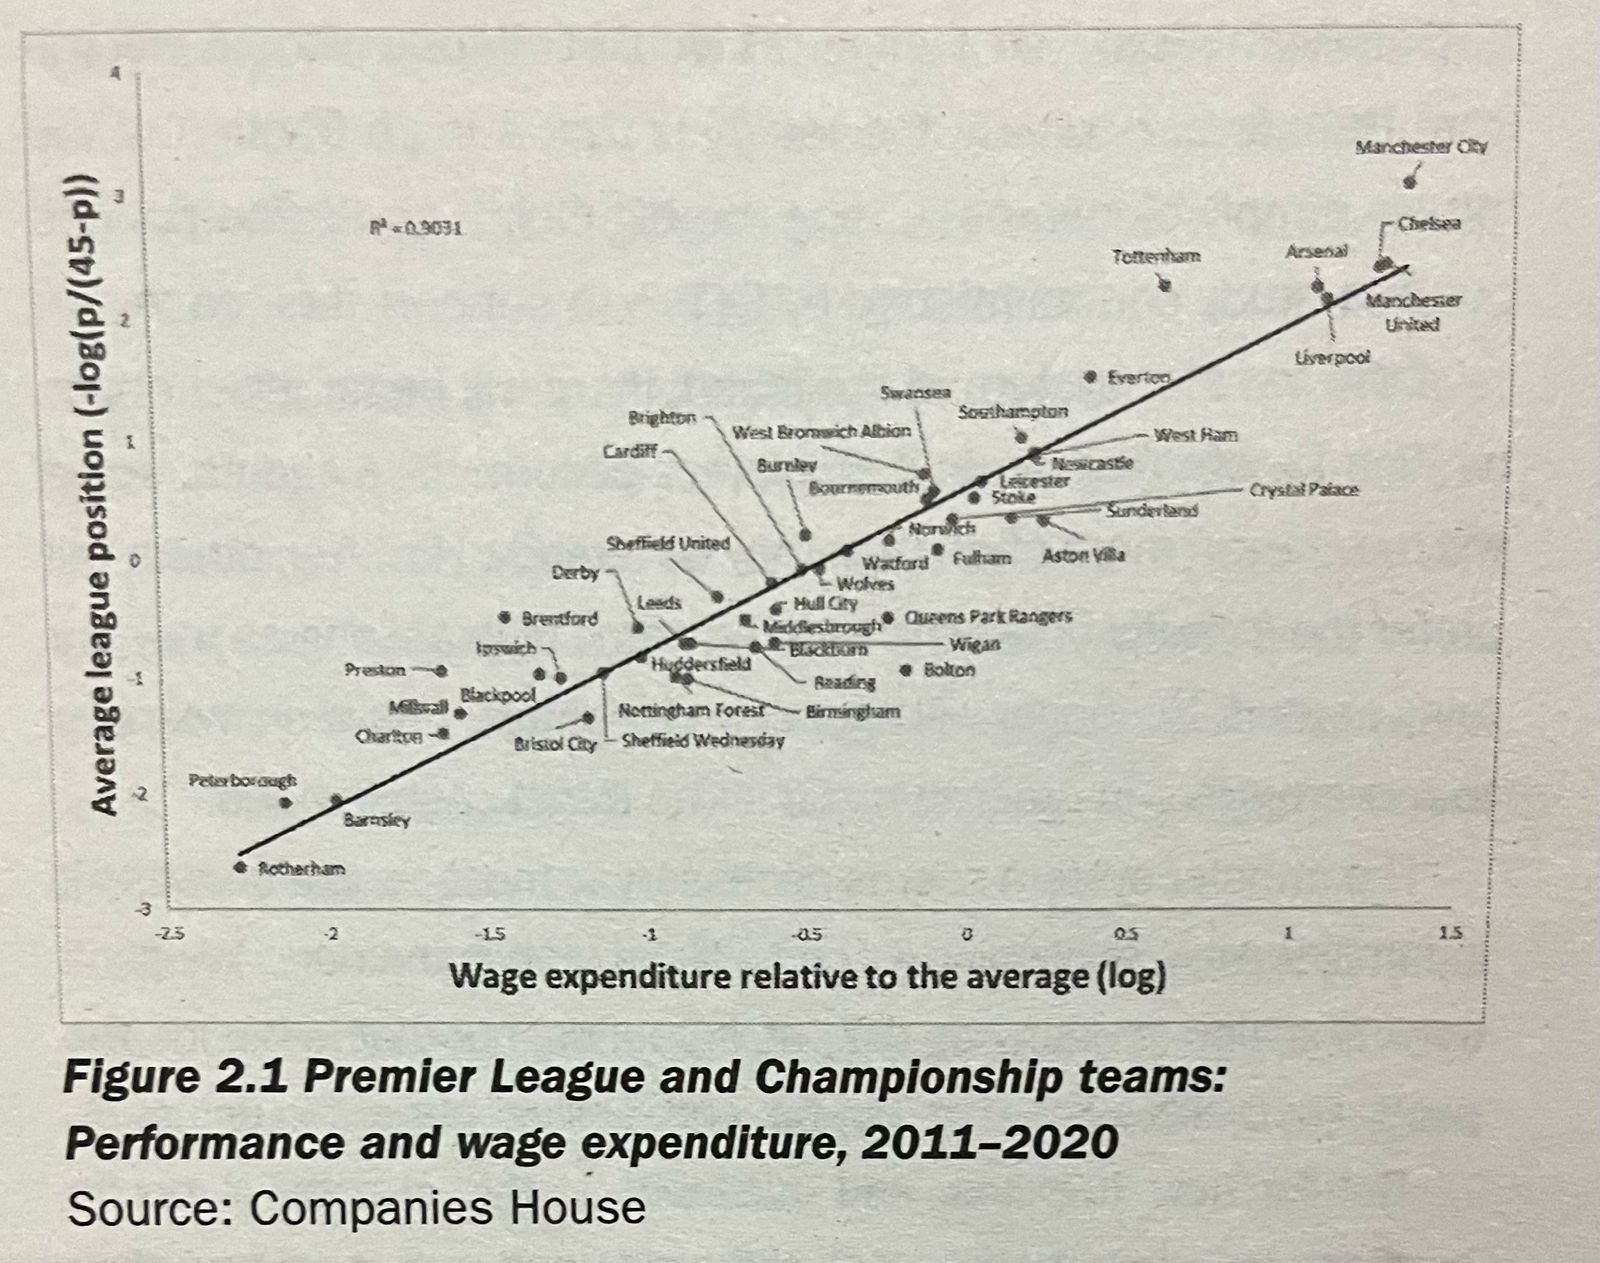 4
Manchester City
3
R² = 0.9031
Chelsea
Tottenham
Arsenal
Manchester
United
2
Liverpool
Everton
Swansea
Southampton
Brighton
West Bromwich Albion
West Ham
1
Cardiff
Burnley
Newcastle
Bournemouth
Leicester
Stoke
Crystal Palace
Sunderland
Norwich
Sheffield United
0
Watford
Fulham
Aston Villa
Derby
Wolves
Leeds
Hull City
Brentford
Middlesbrough
Queens Park Rangers
Ipswich
Blackburn
Wigan
Preston
Huddersfield
-1
Reading
Bolton
Blackpool
Millwall
Nottingham Forest
Birmingham
Charlton
Bristol City
Sheffield Wednesday
Peterborough
-2
Barnsley
Rotherham
-3
-2.5 -2 -1.5 -1 -0.5 0 0.5 1 1.5
Average league position (-log(p/(45-p))
Wage expenditure relative to the average (log)
Figure 2.1 Premier League and Championship teams:
Performance and wage expenditure, 2011–2020
Source: Companies House